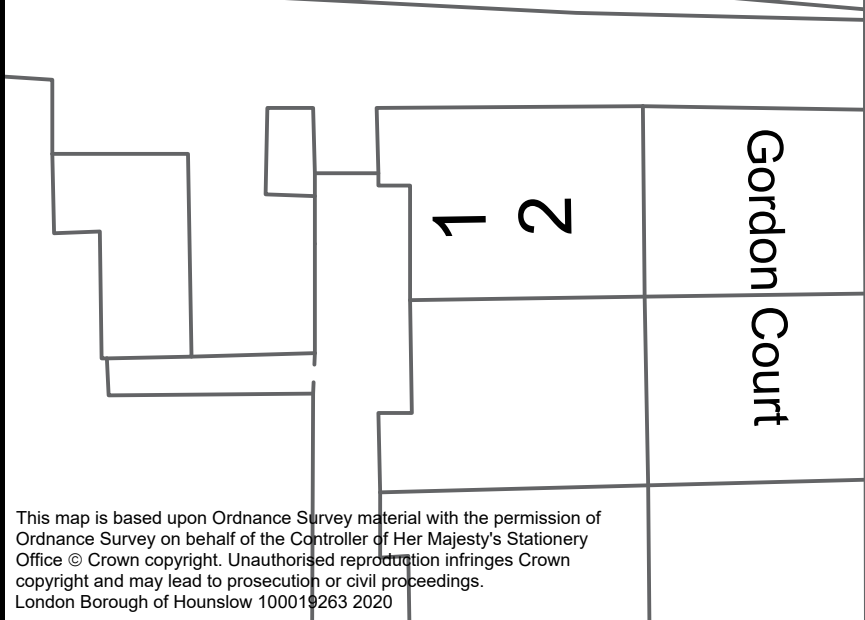 1
2
Gordon Court
This map is based upon Ordnance Survey material with the permission of
Ordnance Survey on behalf of the Controller of Her Majesty's Stationery
Office © Crown copyright. Unauthorised reproduction infringes Crown
copyright and may lead to prosecution or civil proceedings.
London Borough of Hounslow 100019263 2020